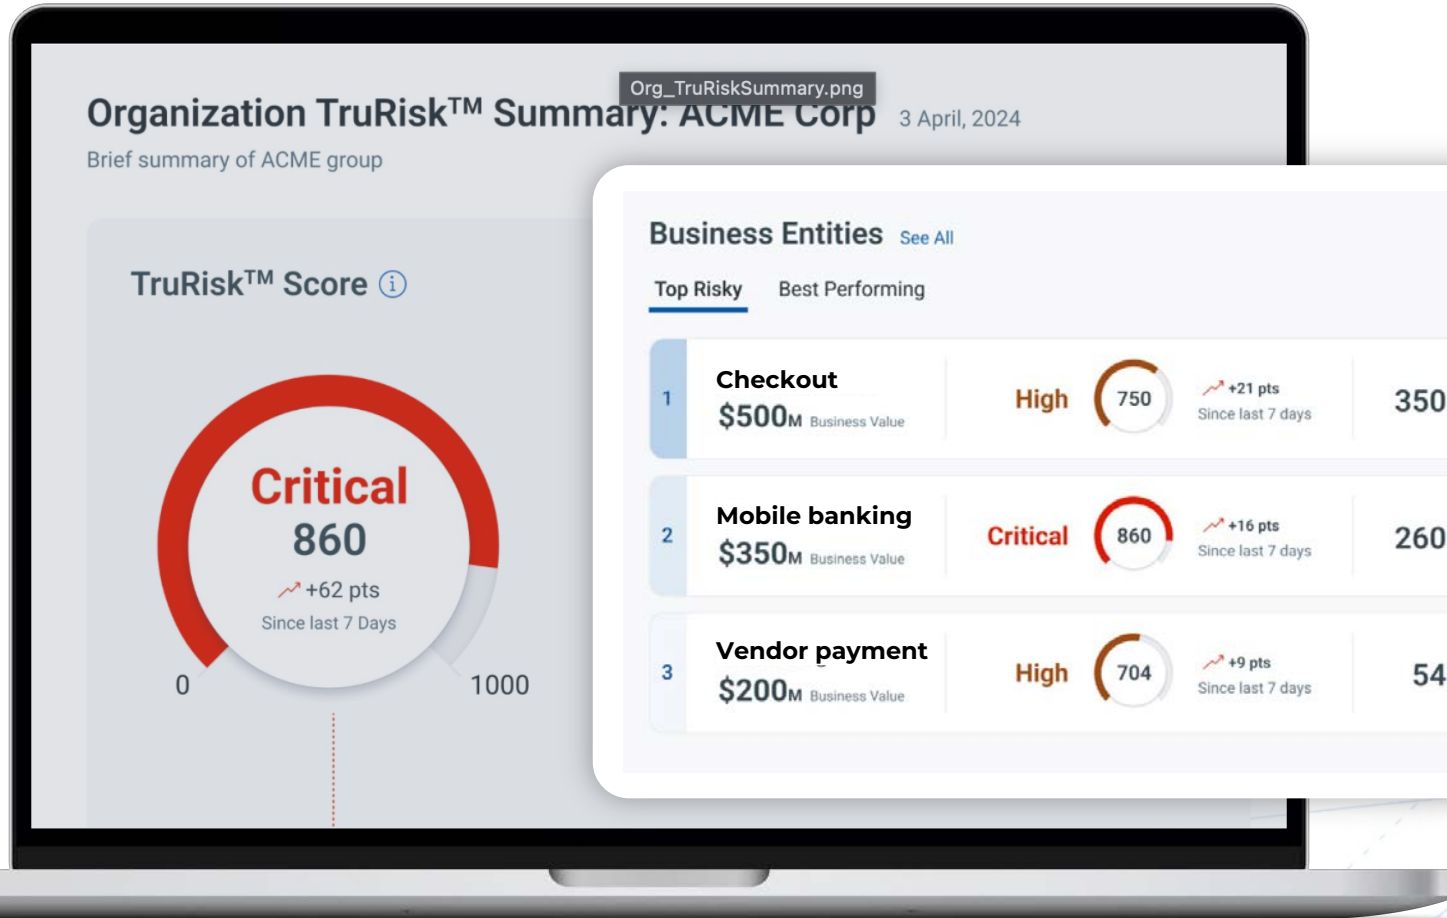 Org_TruRiskSummary.png
Organization TruRisk™ Summary: ACME Corp 3 April, 2024
Brief summary of ACME group
TruRisk™ Score
Critical
860
+62 pts
Since last 7 Days
0
1000
Business Entities See All
Top Risky Best Performing
1
Checkout
$500M Business Value
High
750
+21 pts
Since last 7 days
350
2
Mobile banking
$350M Business Value
Critical
860
+16 pts
Since last 7 days
260
3
Vendor payment
$200M Business Value
High
704
+9 pts
Since last 7 days
54